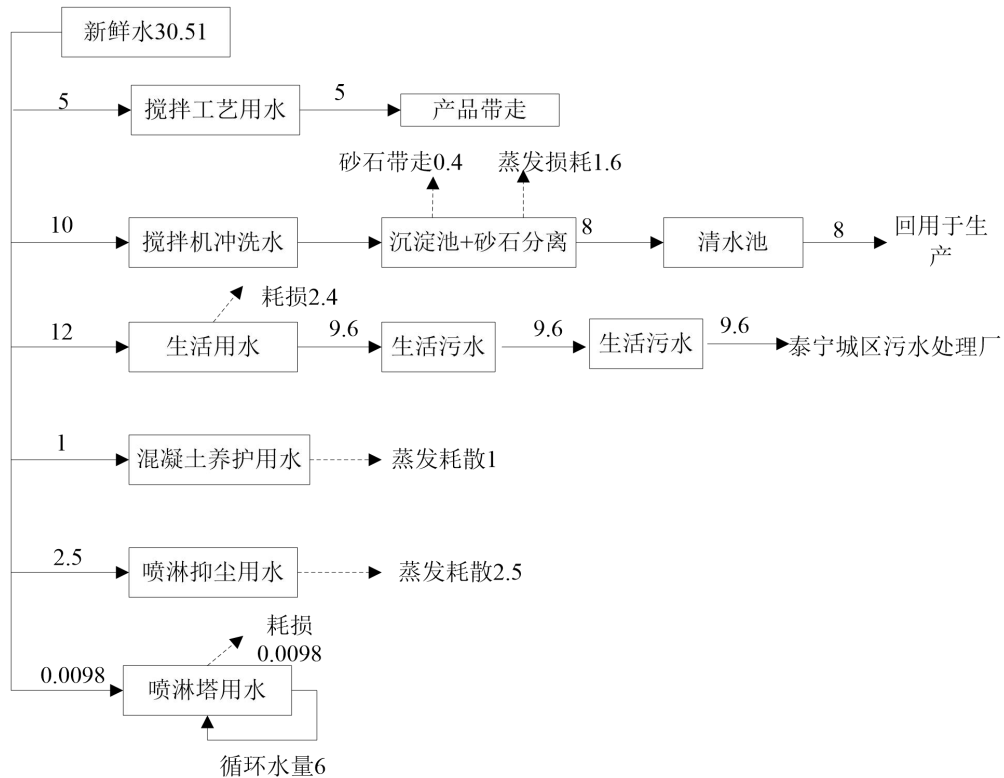 新鲜水30.51
5
搅拌工艺用水
5
产品带走
砂石带走0.4
蒸发损耗1.6
10
搅拌机冲洗水
沉淀池+砂石分离
8
清水池
8
回用于生
产
耗损2.4
12
生活用水
9.6
生活污水
9.6
生活污水
9.6
泰宁城区污水处理厂
1
混凝土养护用水
蒸发耗散1
2.5
喷淋抑尘用水
蒸发耗散2.5
耗损
0.0098
0.0098
喷淋塔用水
循环水量6